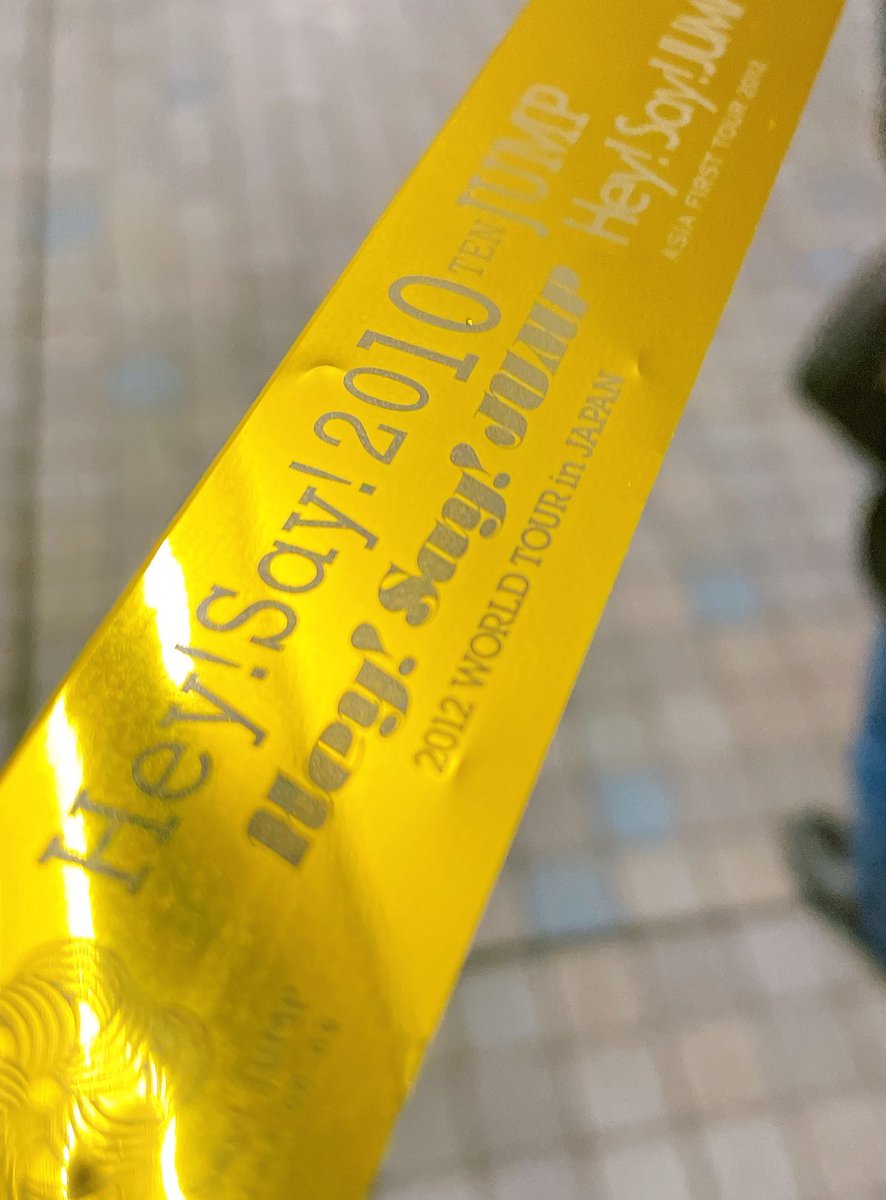 Hey!Say!2010
TEN JUMP
Hey! Say! JUMP
2012 WORLD TOUR in JAPAN
Hey! Say! JUMP
ASIA FIRST TOUR 2012
JUMP